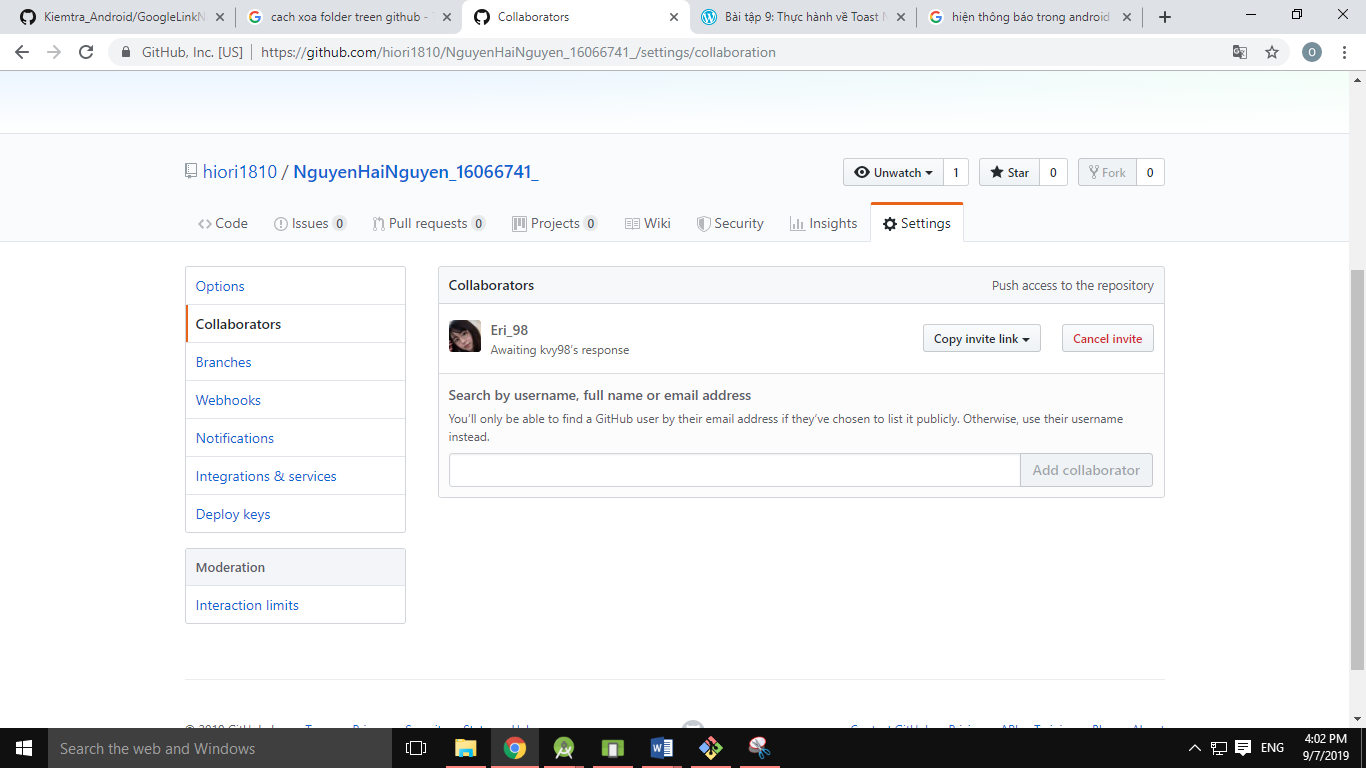 Kiemtra_Android/GoogleLinkN
cach xoa folder treen github -
Collaborators
Bài tập 9: Thực hành về Toast
hiện thông báo trong android
GitHub, Inc. [US]
https://github.com/hiori1810/NguyenHaiNguyen_16066741_/settings/collaboration
O
hiori1810 / NguyenHaiNguyen_16066741_
Unwatch 1
Star 0
Fork 0
Code
Issues 0
Pull requests 0
Projects 0
Wiki
Security
Insights
Settings
Options
Collaborators
Branches
Webhooks
Notifications
Integrations & services
Deploy keys
Moderation
Interaction limits
Collaborators
Push access to the repository
Eri_98
Awaiting kvy98's response
Copy invite link
Cancel invite
Search by username, full name or email address
You'll only be able to find a GitHub user by their email address if they've chosen to list it publicly. Otherwise, use their username
instead.
Add collaborator
Search the web and Windows
ENG
4:02 PM
9/7/2019